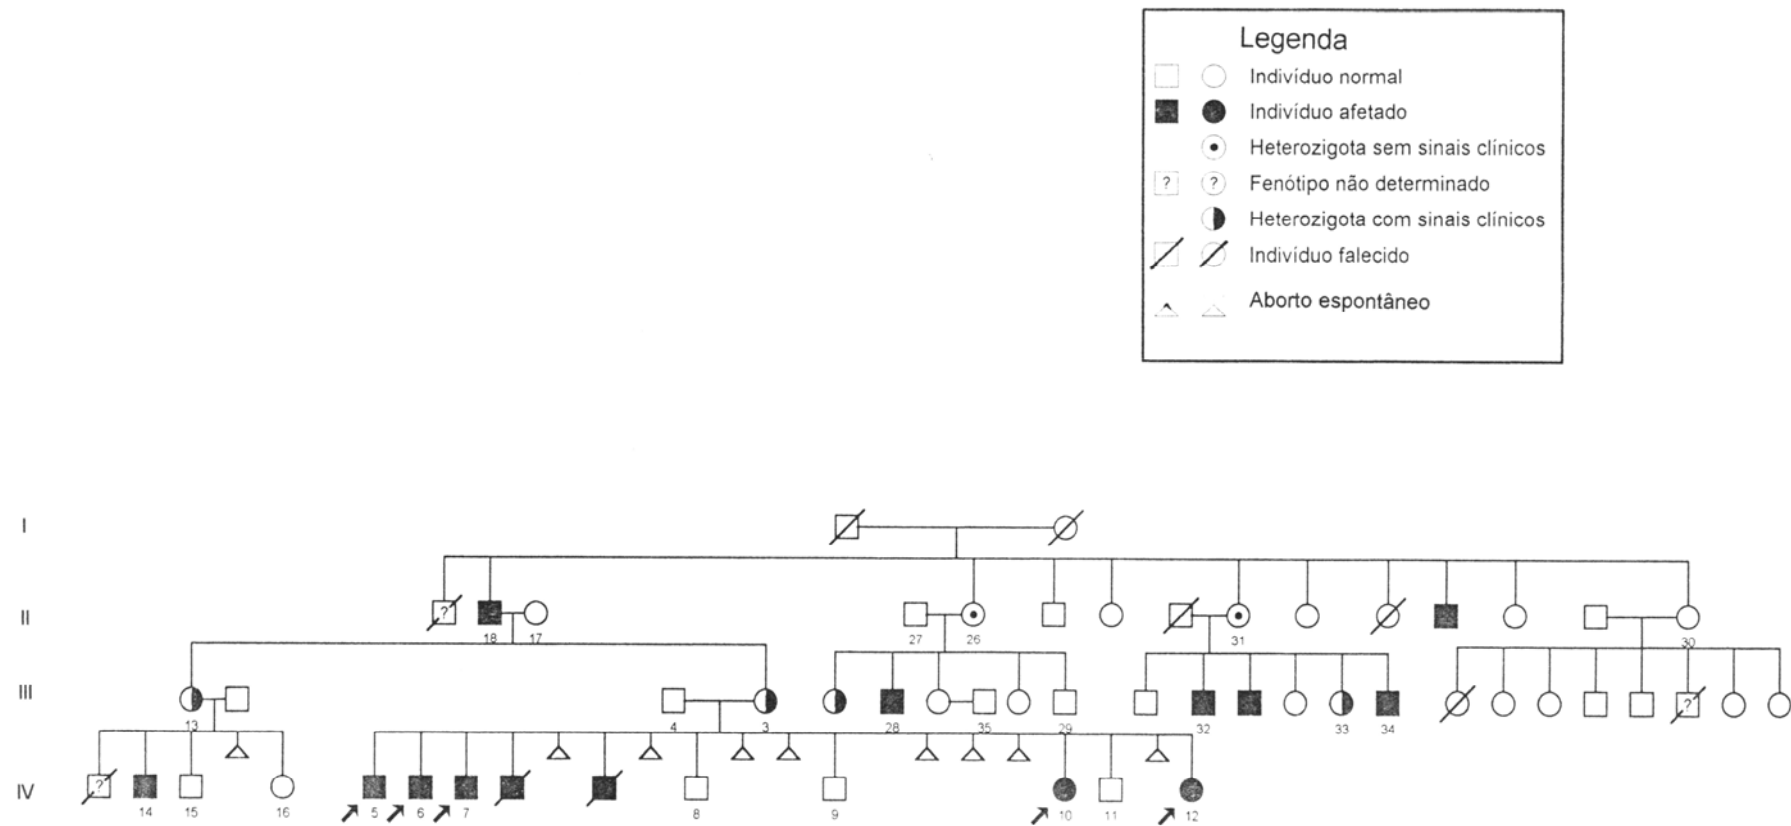 Legenda
Indivíduo normal
Indivíduo afetado
Heterozigota sem sinais clínicos
? ? Fenótipo não determinado
Heterozigota com sinais clínicos
Indivíduo falecido
Aborto espontâneo
I
II
?
18 17 27 26 31 30
III
?
13 4 3 28 35 29 32 33 34
IV
?
14 15 16 5 6 7 8 9 10 11 12